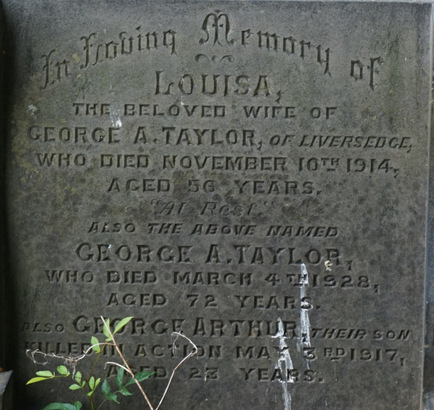 In Loving Memory of
LOUISA,
THE BELOVED WIFE OF
GEORGE A. TAYLOR, OF LIVERSEDGE,
WHO DIED NOVEMBER 10TH 1914,
AGED 56 YEARS.
"At Rest"
ALSO THE ABOVE NAMED
GEORGE A. TAYLOR,
WHO DIED MARCH 4TH 1928,
AGED 72 YEARS.
ALSO GEORGE ARTHUR, THEIR SON
KILLED IN ACTION MAY 3RD 1917,
AGED 23 YEARS.